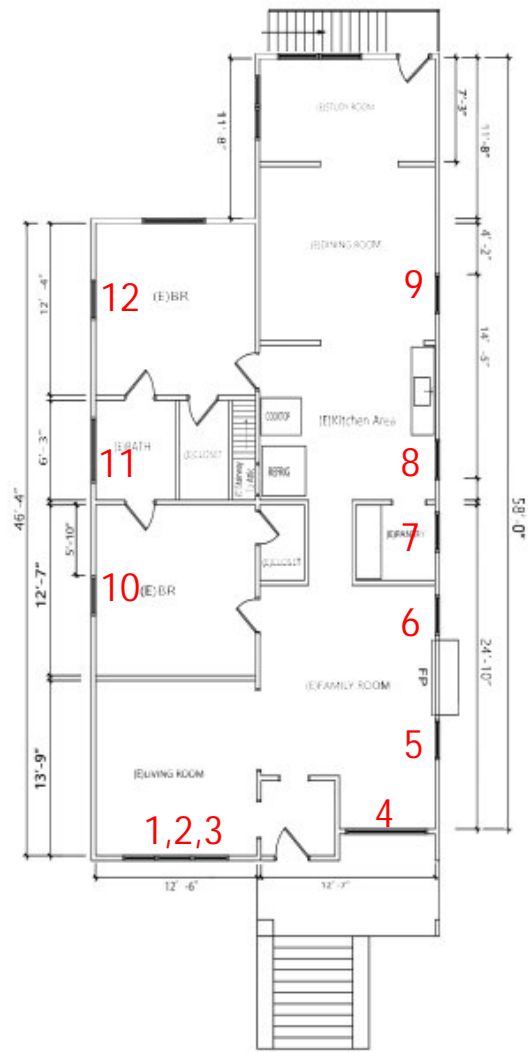 7'-3"
11'-8"
11'-8"
(E)STUDY ROOM
4'-2"
(E)DINING ROOM
12'-4"
12
(E)BR
9
14'-5"
COOKTOP
(E)Kitchen Area
6'-3"
(E)BATH
11
(E)CLOSET
REFRIG
8
46'-4"
58'-0"
5'-10"
7
(E)PANTRY
(E)CLOSET
12'-7"
10
(E)BR
6
24'-10"
(E)FAMILY ROOM
FP
13'-9"
(E)LIVING ROOM
5
1,2,3
4
12'-6"
12'-7"